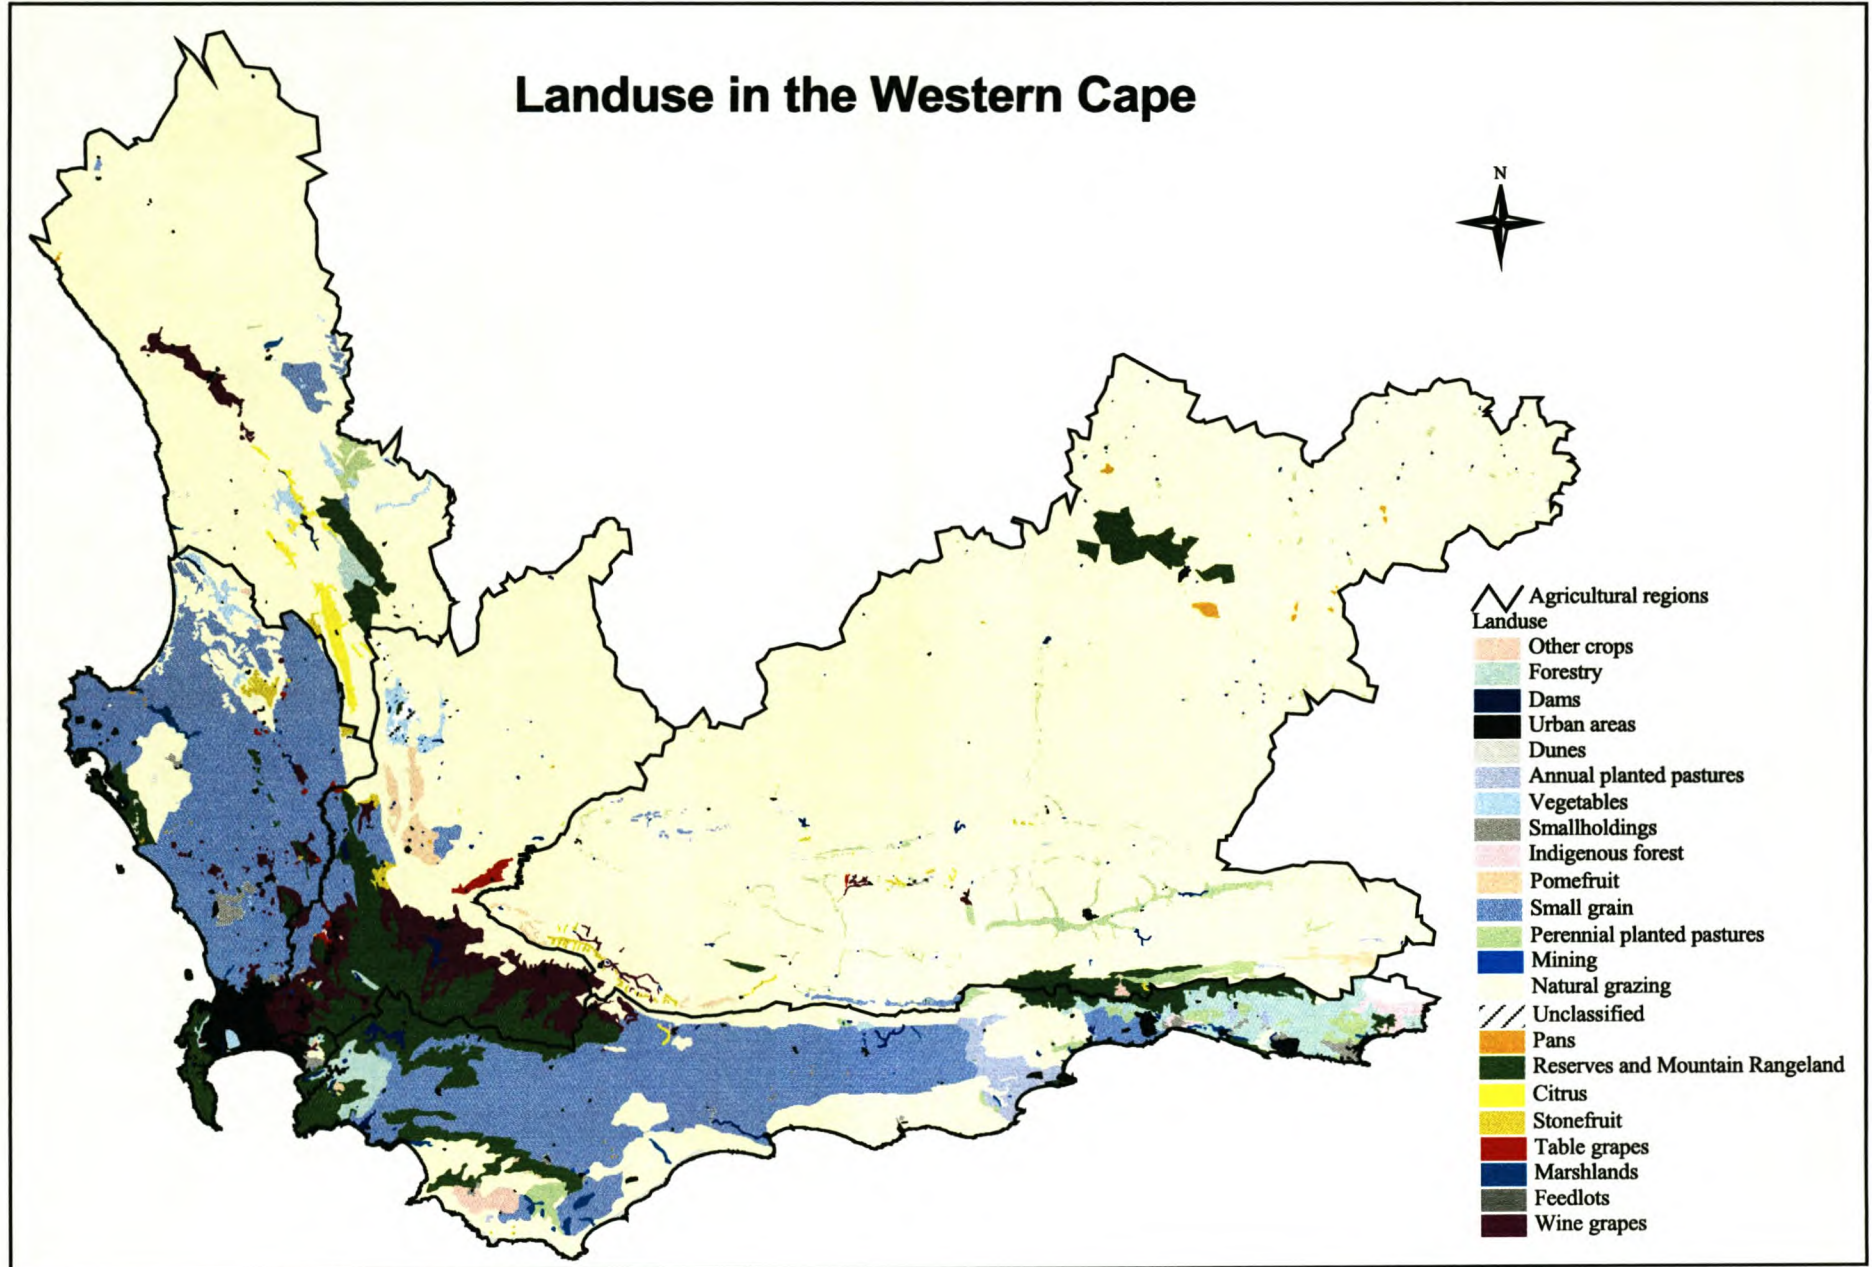 Landuse in the Western Cape
N
Agricultural regions
Landuse
Other crops
Forestry
Dams
Urban areas
Dunes
Annual planted pastures
Vegetables
Smallholdings
Indigenous forest
Pomefruit
Small grain
Perennial planted pastures
Mining
Natural grazing
Unclassified
Pans
Reserves and Mountain Rangeland
Citrus
Stonefruit
Table grapes
Marshlands
Feedlots
Wine grapes